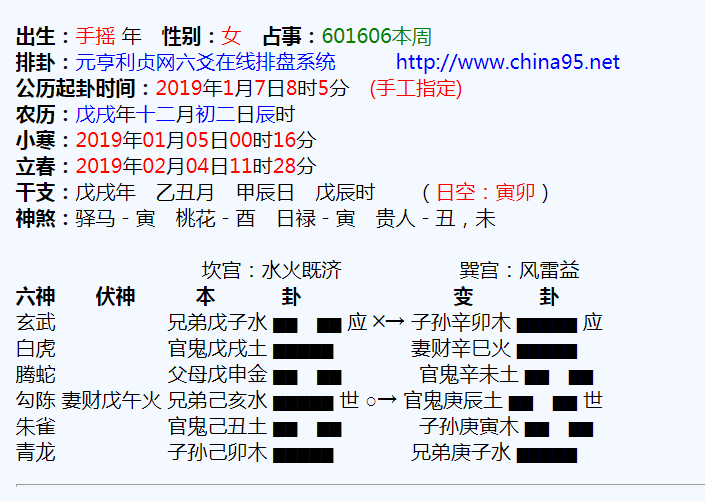 出生：手摇 年　性别：女　占事：601606本周
排卦：元亨利贞网六爻在线排盘系统　　　http://www.china95.net
公历起卦时间：2019年1月7日8时5分　(手工指定)
农历：戊戌年十二月初二日辰时
小寒：2019年01月05日00时16分
立春：2019年02月04日11时28分
干支：戊戌年　乙丑月　甲辰日　戊辰时　　（日空：寅卯）
神煞：驿马－寅　桃花－酉　日禄－寅　贵人－丑，未
坎宫：水火既济　　　　　　巽宫：风雷益
六神　　伏神　　　本　　　卦　　　　　　　变　　　卦
玄武　　　　　　　兄弟戊子水 ▅▅　▅▅ 应 ×→ 子孙辛卯木 ▅▅▅▅▅ 应
白虎　　　　　　　官鬼戊戌土 ▅▅▅▅▅　　　　妻财辛巳火 ▅▅▅▅▅
腾蛇　　　　　　　父母戊申金 ▅▅　▅▅　　　　官鬼辛未土 ▅▅　▅▅
勾陈 妻财戊午火 兄弟己亥水 ▅▅▅▅▅ 世 ○→ 官鬼庚辰土 ▅▅　▅▅ 世
朱雀　　　　　　　官鬼己丑土 ▅▅　▅▅　　　　子孙庚寅木 ▅▅　▅▅
青龙　　　　　　　子孙己卯木 ▅▅▅▅▅　　　　兄弟庚子水 ▅▅▅▅▅